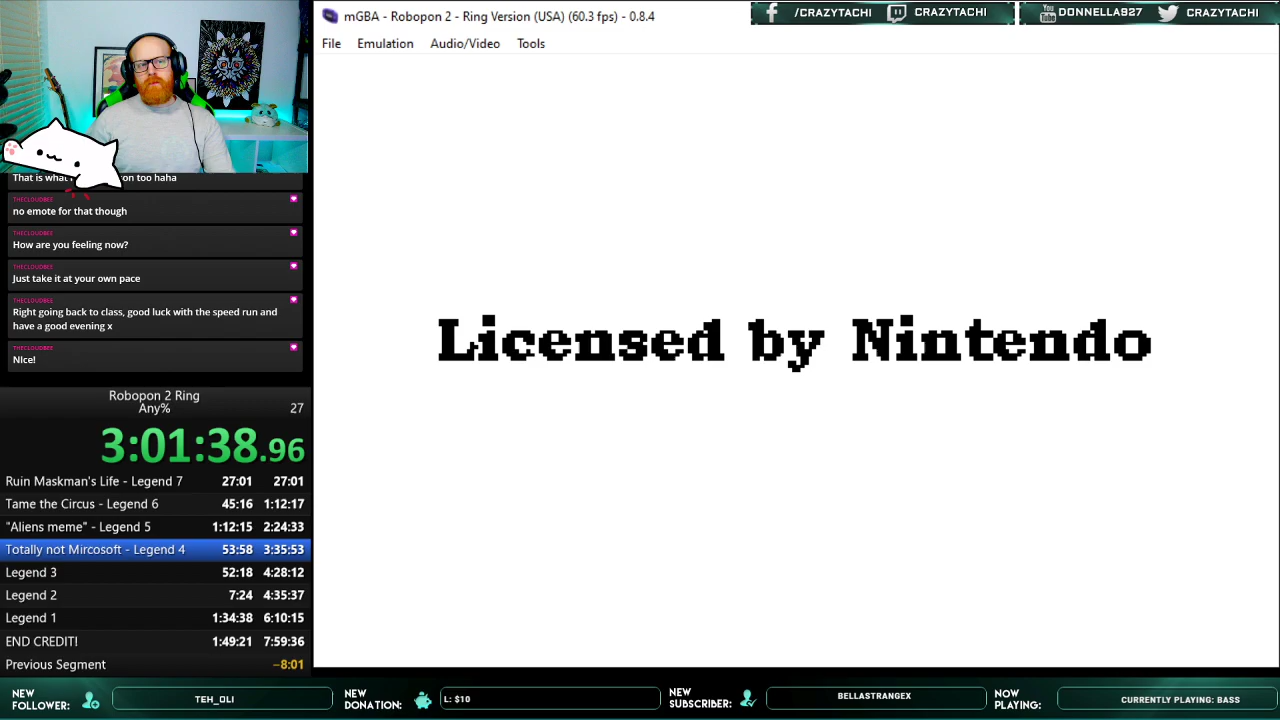 mGBA - Robopon 2 - Ring Version (USA) (60.3 fps) - 0.8.4
/CRAZYTACHI
CRAZYTACHI
You Tube
DONNELLAB27
CRAZYTACHI
File Emulation Audio/Video Tools
That is what on too haha
THECLOUDBEE
no emote for that though
THECLOUDBEE
How are you feeling now?
THECLOUDBEE
Just take it at your own pace
THECLOUDBEE
Right going back to class, good luck with the speed run and
have a good evening x
THECLOUDBEE
NIce!
Licensed by Nintendo
Robopon 2 Ring
Any% 27
3:01:38.96
Ruin Maskman's Life - Legend 7 27:01 27:01
Tame the Circus - Legend 6 45:16 1:12:17
"Aliens meme" - Legend 5 1:12:15 2:24:33
Totally not Mircosoft - Legend 4 53:58 3:35:53
Legend 3 52:18 4:28:12
Legend 2 7:24 4:35:37
Legend 1 1:34:38 6:10:15
END CREDIT! 1:49:21 7:59:36
Previous Segment −8:01
NEW
FOLLOWER:
TEH_OLI
NEW
DONATION:
L: $10
NEW
SUBSCRIBER:
BELLASTRANGEX
NOW
PLAYING:
CURRENTLY PLAYING: BASS